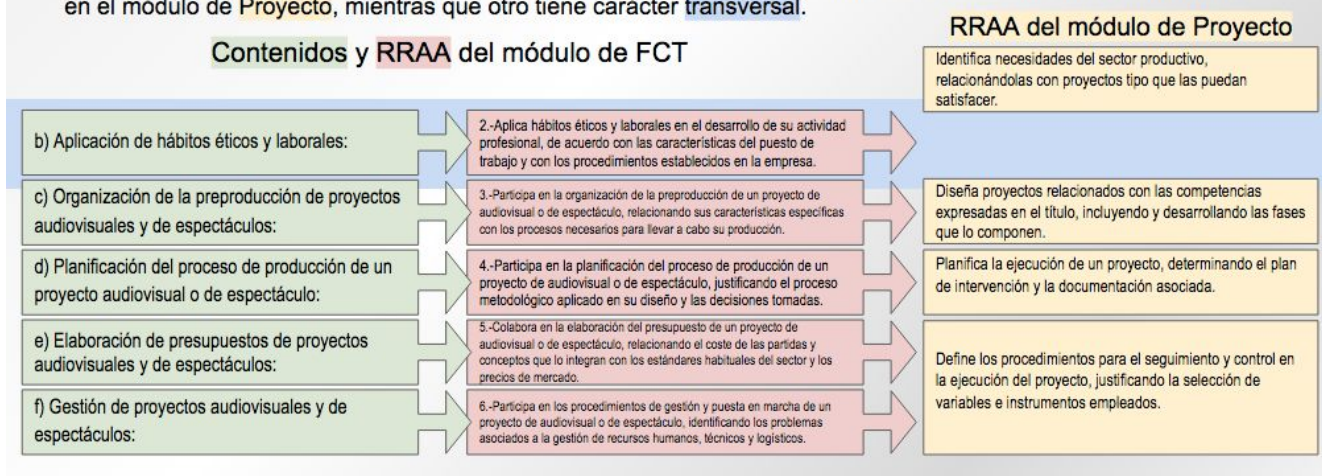 en el módulo de Proyecto, mientras que otro tiene carácter transversal.
Contenidos y RRAA del módulo de FCT
RRAA del módulo de Proyecto
Identifica necesidades del sector productivo,
relacionándolas con proyectos tipo que las puedan
satisfacer.
b) Aplicación de hábitos éticos y laborales:
2.-Aplica hábitos éticos y laborales en el desarrollo de su actividad
profesional, de acuerdo con las características del puesto de
trabajo y con los procedimientos establecidos en la empresa.
c) Organización de la preproducción de proyectos
audiovisuales y de espectáculos:
3.-Participa en la organización de la preproducción de un proyecto de
audiovisual o de espectáculo, relacionando sus características específicas
con los procesos necesarios para llevar a cabo su producción.
Diseña proyectos relacionados con las competencias
expresadas en el título, incluyendo y desarrollando las fases
que lo componen.
d) Planificación del proceso de producción de un
proyecto audiovisual o de espectáculo:
4.-Participa en la planificación del proceso de producción de un
proyecto de audiovisual o de espectáculo, justificando el proceso
metodológico aplicado en su diseño y las decisiones tomadas.
Planifica la ejecución de un proyecto, determinando el plan
de intervención y la documentación asociada.
e) Elaboración de presupuestos de proyectos
audiovisuales y de espectáculos:
5.-Colabora en la elaboración del presupuesto de un proyecto de
audiovisual o de espectáculo, relacionando el coste de las partidas y
conceptos que lo integran con los estándares habituales del sector y los
precios de mercado.
Define los procedimientos para el seguimiento y control en
la ejecución del proyecto, justificando la selección de
variables e instrumentos empleados.
f) Gestión de proyectos audiovisuales y de
espectáculos:
6.-Participa en los procedimientos de gestión y puesta en marcha de un
proyecto de audiovisual o de espectáculo, identificando los problemas
asociados a la gestión de recursos humanos, técnicos y logísticos.